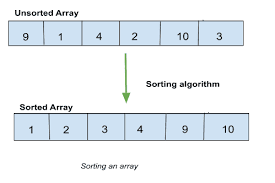 Unsorted Array
9 1 4 2 10 3
Sorting algorithm
Sorted Array
1 2 3 4 9 10
Sorting an array